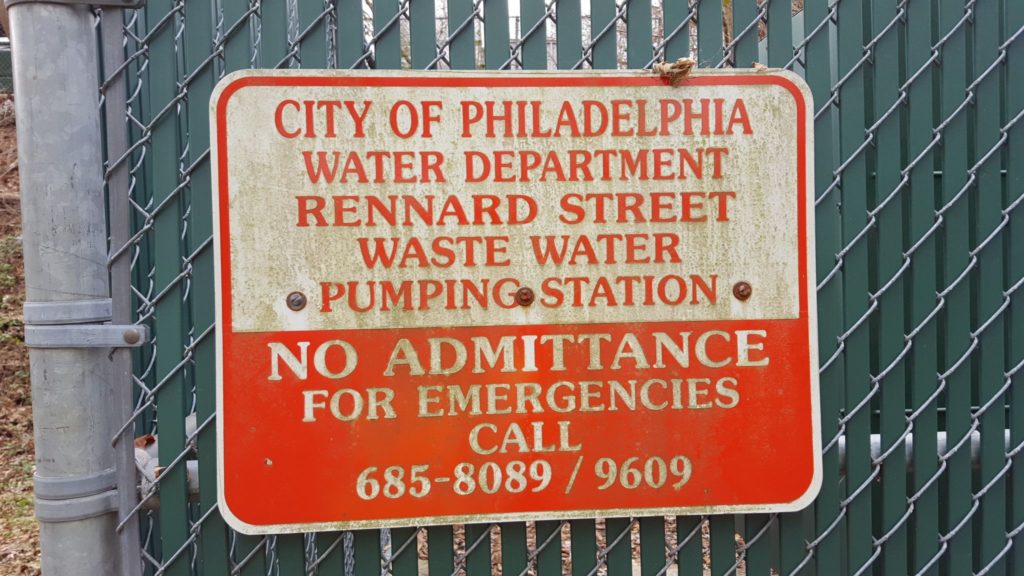 CITY OF PHILADELPHIA
WATER DEPARTMENT
RENNARD STREET
WASTE WATER
PUMPING STATION
NO ADMITTANCE
FOR EMERGENCIES
CALL
685-8089 / 9609